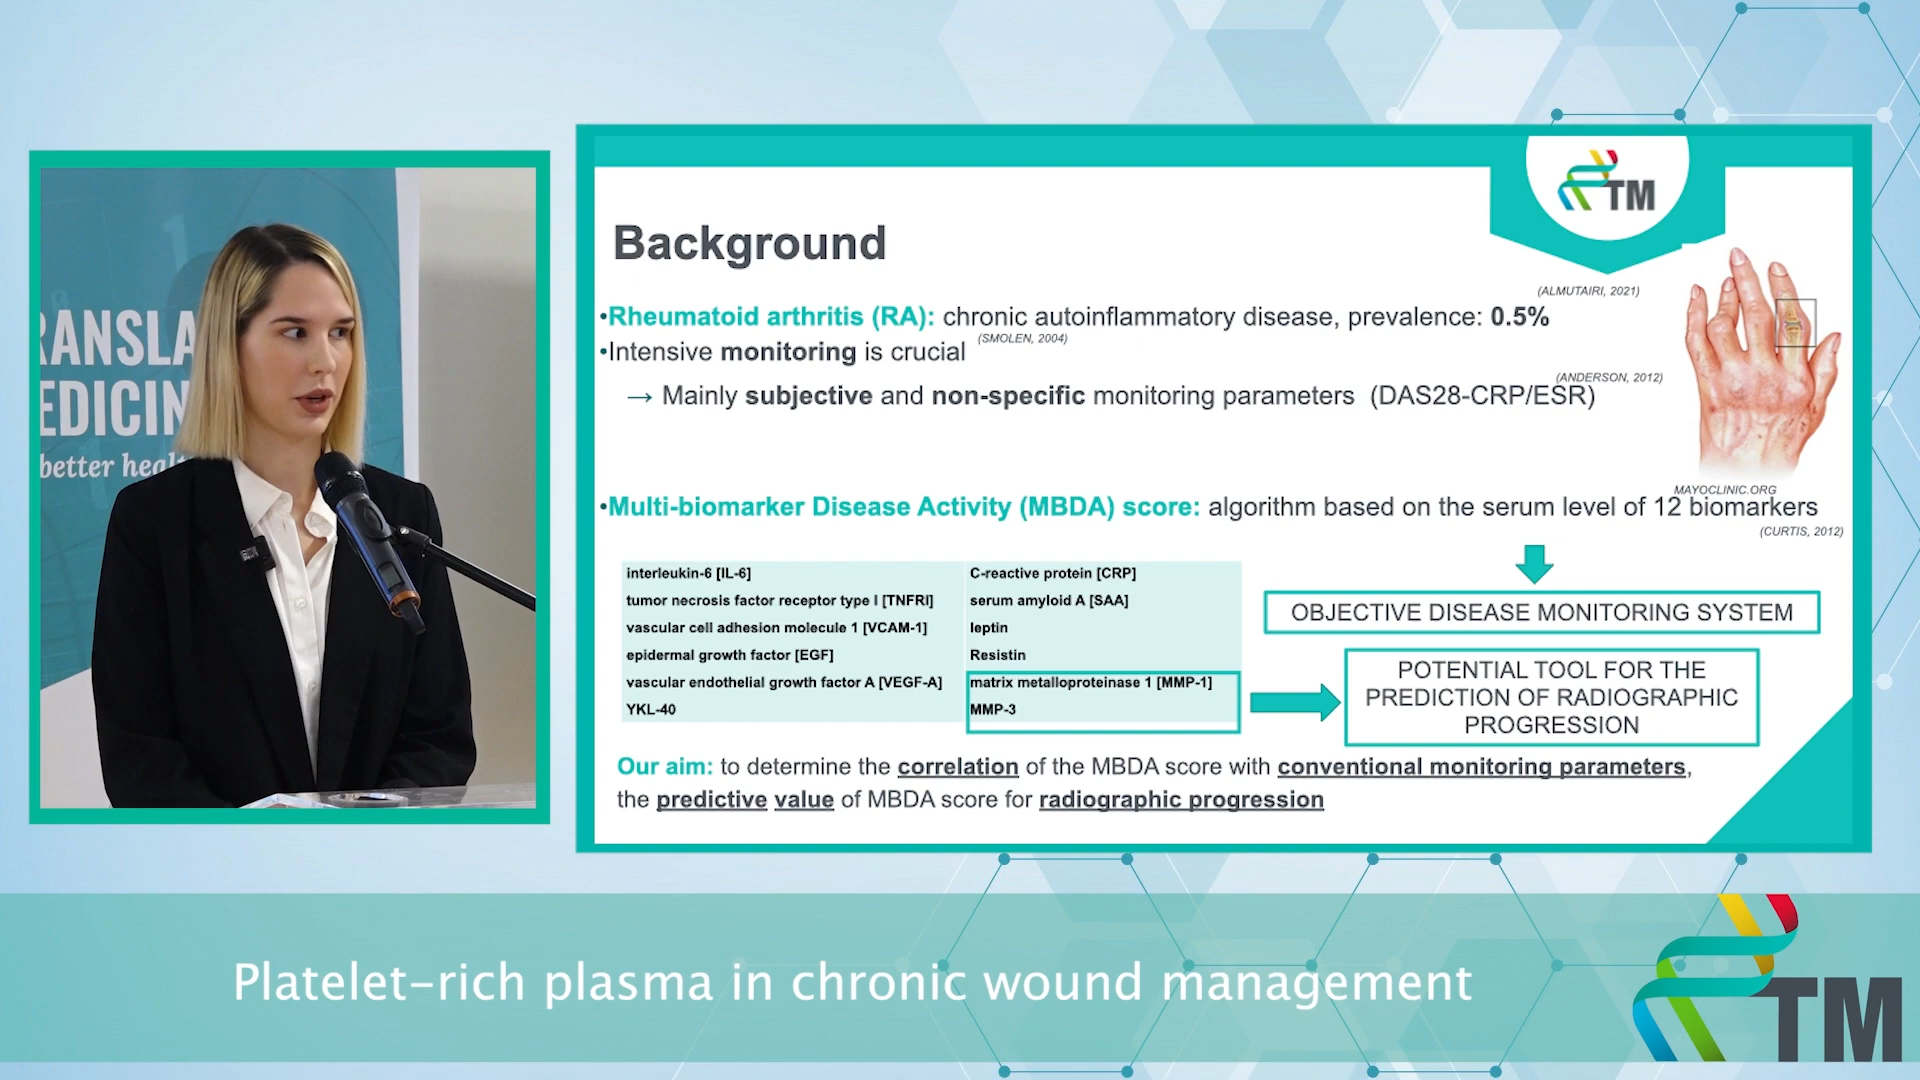 RANSLA
EDICIN
better heal
TM
Background
(ALMUTAIRI, 2021)
•Rheumatoid arthritis (RA): chronic autoinflammatory disease, prevalence: 0.5%
(SMOLEN, 2004)
•Intensive monitoring is crucial
(ANDERSON, 2012)
→ Mainly subjective and non-specific monitoring parameters (DAS28-CRP/ESR)
MAYOCLINIC.ORG
•Multi-biomarker Disease Activity (MBDA) score: algorithm based on the serum level of 12 biomarkers
(CURTIS, 2012)
interleukin-6 [IL-6]
tumor necrosis factor receptor type I [TNFRI]
vascular cell adhesion molecule 1 [VCAM-1]
epidermal growth factor [EGF]
vascular endothelial growth factor A [VEGF-A]
YKL-40
C-reactive protein [CRP]
serum amyloid A [SAA]
leptin
Resistin
matrix metalloproteinase 1 [MMP-1]
MMP-3
OBJECTIVE DISEASE MONITORING SYSTEM
POTENTIAL TOOL FOR THE
PREDICTION OF RADIOGRAPHIC
PROGRESSION
Our aim: to determine the correlation of the MBDA score with conventional monitoring parameters,
the predictive value of MBDA score for radiographic progression
Platelet-rich plasma in chronic wound management
TM